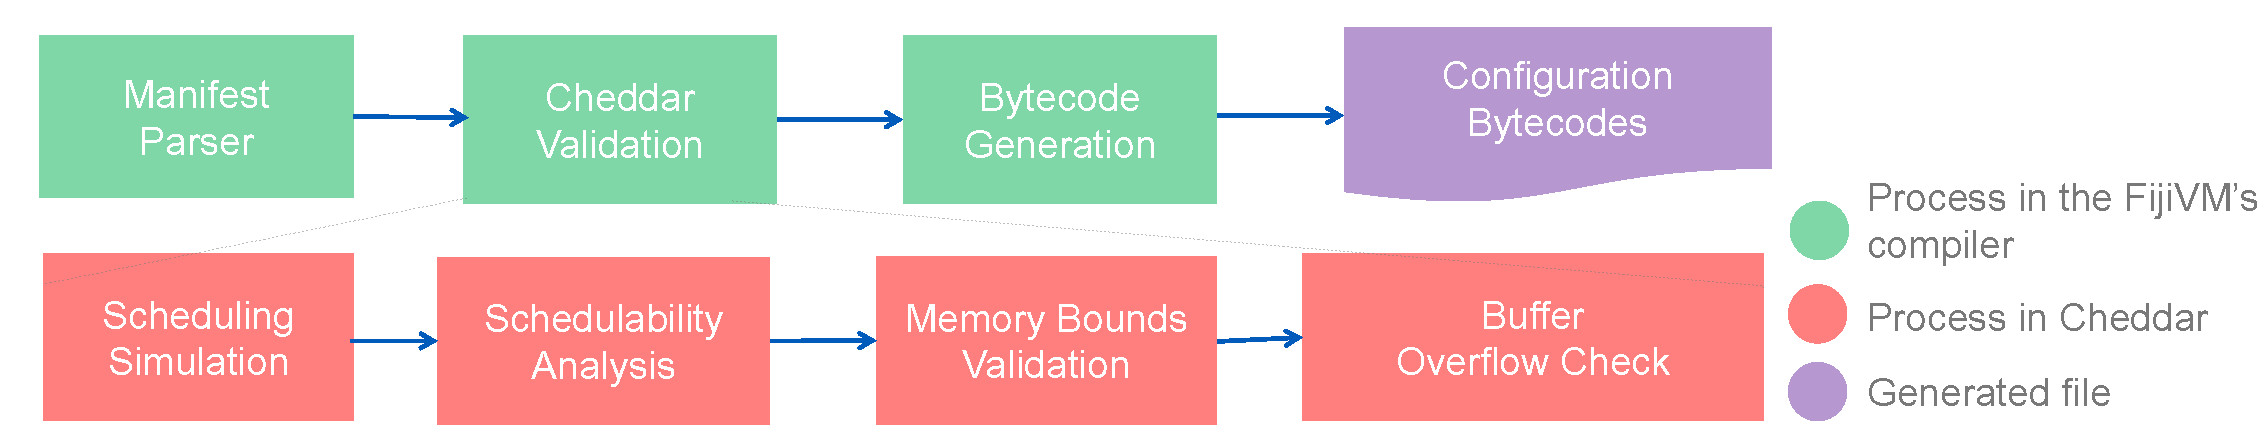 Manifest
Parser
Cheddar
Validation
Bytecode
Generation
Configuration
Bytecodes
Scheduling
Simulation
Schedulability
Analysis
Memory Bounds
Validation
Buffer
Overflow Check
Process in the FijiVM's
compiler
Process in Cheddar
Generated file